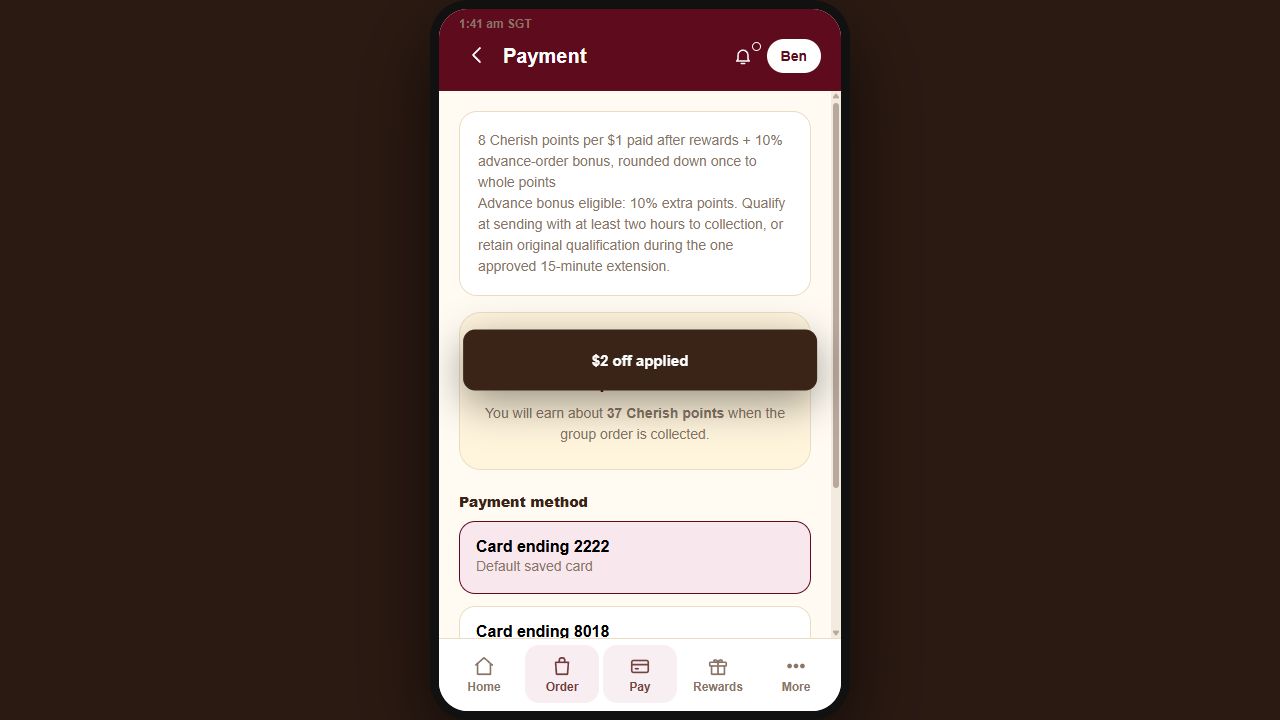 1:41 am SGT
Payment
Ben
8 Cherish points per $1 paid after rewards + 10%
advance-order bonus, rounded down once to
whole points
Advance bonus eligible: 10% extra points. Qualify
at sending with at least two hours to collection, or
retain original qualification during the one
approved 15-minute extension.
$2 off applied
You will earn about 37 Cherish points when the
group order is collected.
Payment method
Card ending 2222
Default saved card
Card ending 8018
Home
Order
Pay
Rewards
More